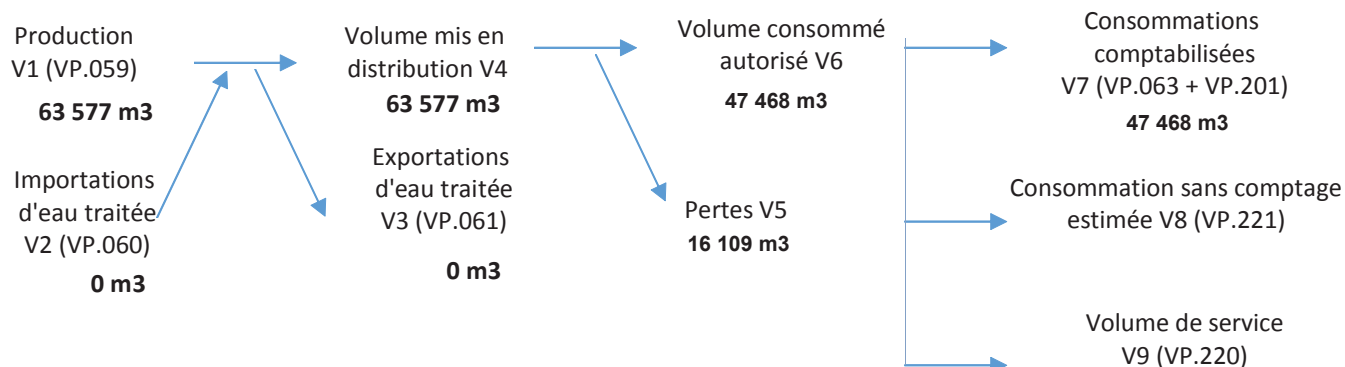 Production
V1 (VP.059)
63 577 m3
Importations
d'eau traitée
V2 (VP.060)
0 m3
Volume mis en
distribution V4
63 577 m3
Exportations
d'eau traitée
V3 (VP.061)
0 m3
Volume consommé
autorisé V6
47 468 m3
Pertes V5
16 109 m3
Consommations
comptabilisées
V7 (VP.063 + VP.201)
47 468 m3
Consommation sans comptage
estimée V8 (VP.221)
Volume de service
V9 (VP.220)